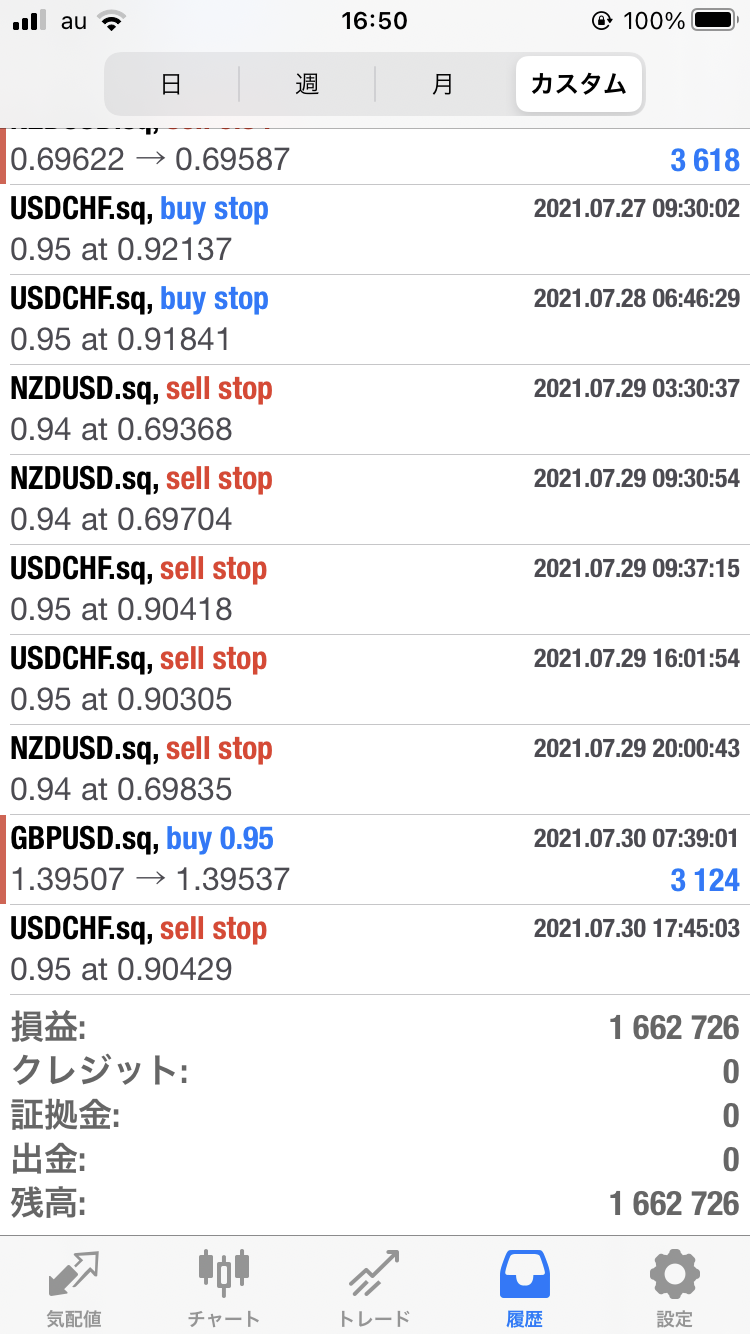 au 16:50 100%
日 週 月 カスタム
0.69622 → 0.69587 3 618
USDCHF.sq, buy stop 2021.07.27 09:30:02
0.95 at 0.92137
USDCHF.sq, buy stop 2021.07.28 06:46:29
0.95 at 0.91841
NZDUSD.sq, sell stop 2021.07.29 03:30:37
0.94 at 0.69368
NZDUSD.sq, sell stop 2021.07.29 09:30:54
0.94 at 0.69704
USDCHF.sq, sell stop 2021.07.29 09:37:15
0.95 at 0.90418
USDCHF.sq, sell stop 2021.07.29 16:01:54
0.95 at 0.90305
NZDUSD.sq, sell stop 2021.07.29 20:00:43
0.94 at 0.69835
GBPUSD.sq, buy 0.95 2021.07.30 07:39:01
1.39507 → 1.39537 3 124
USDCHF.sq, sell stop 2021.07.30 17:45:03
0.95 at 0.90429
損益: 1 662 726
クレジット: 0
証拠金: 0
出金: 0
残高: 1 662 726
気配値 チャート トレード 履歴 設定